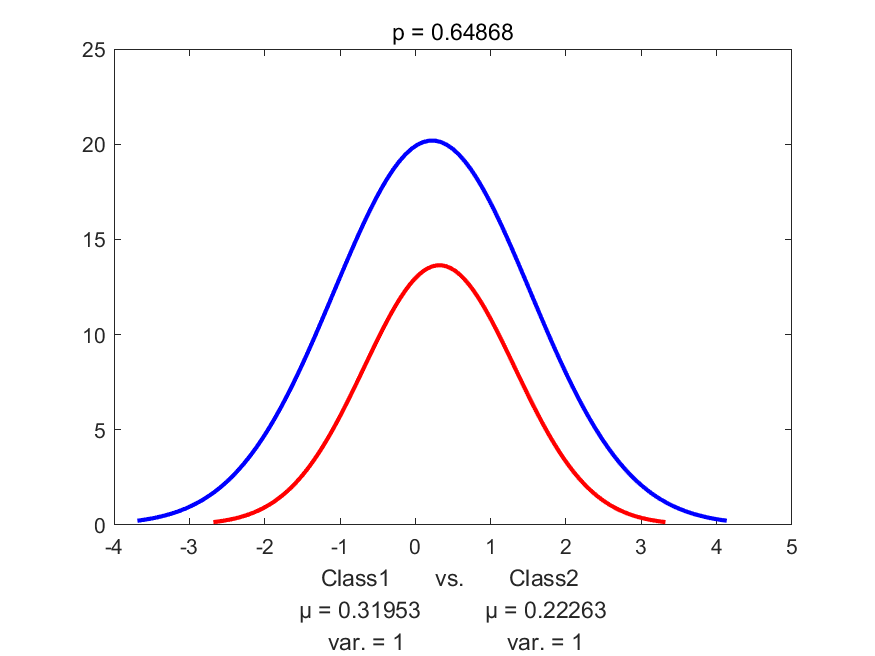 p = 0.64868
25
20
15
10
5
0
-4 -3 -2 -1 0 1 2 3 4 5
Class1 vs. Class2
μ = 0.31953 μ = 0.22263
var. = 1 var. = 1